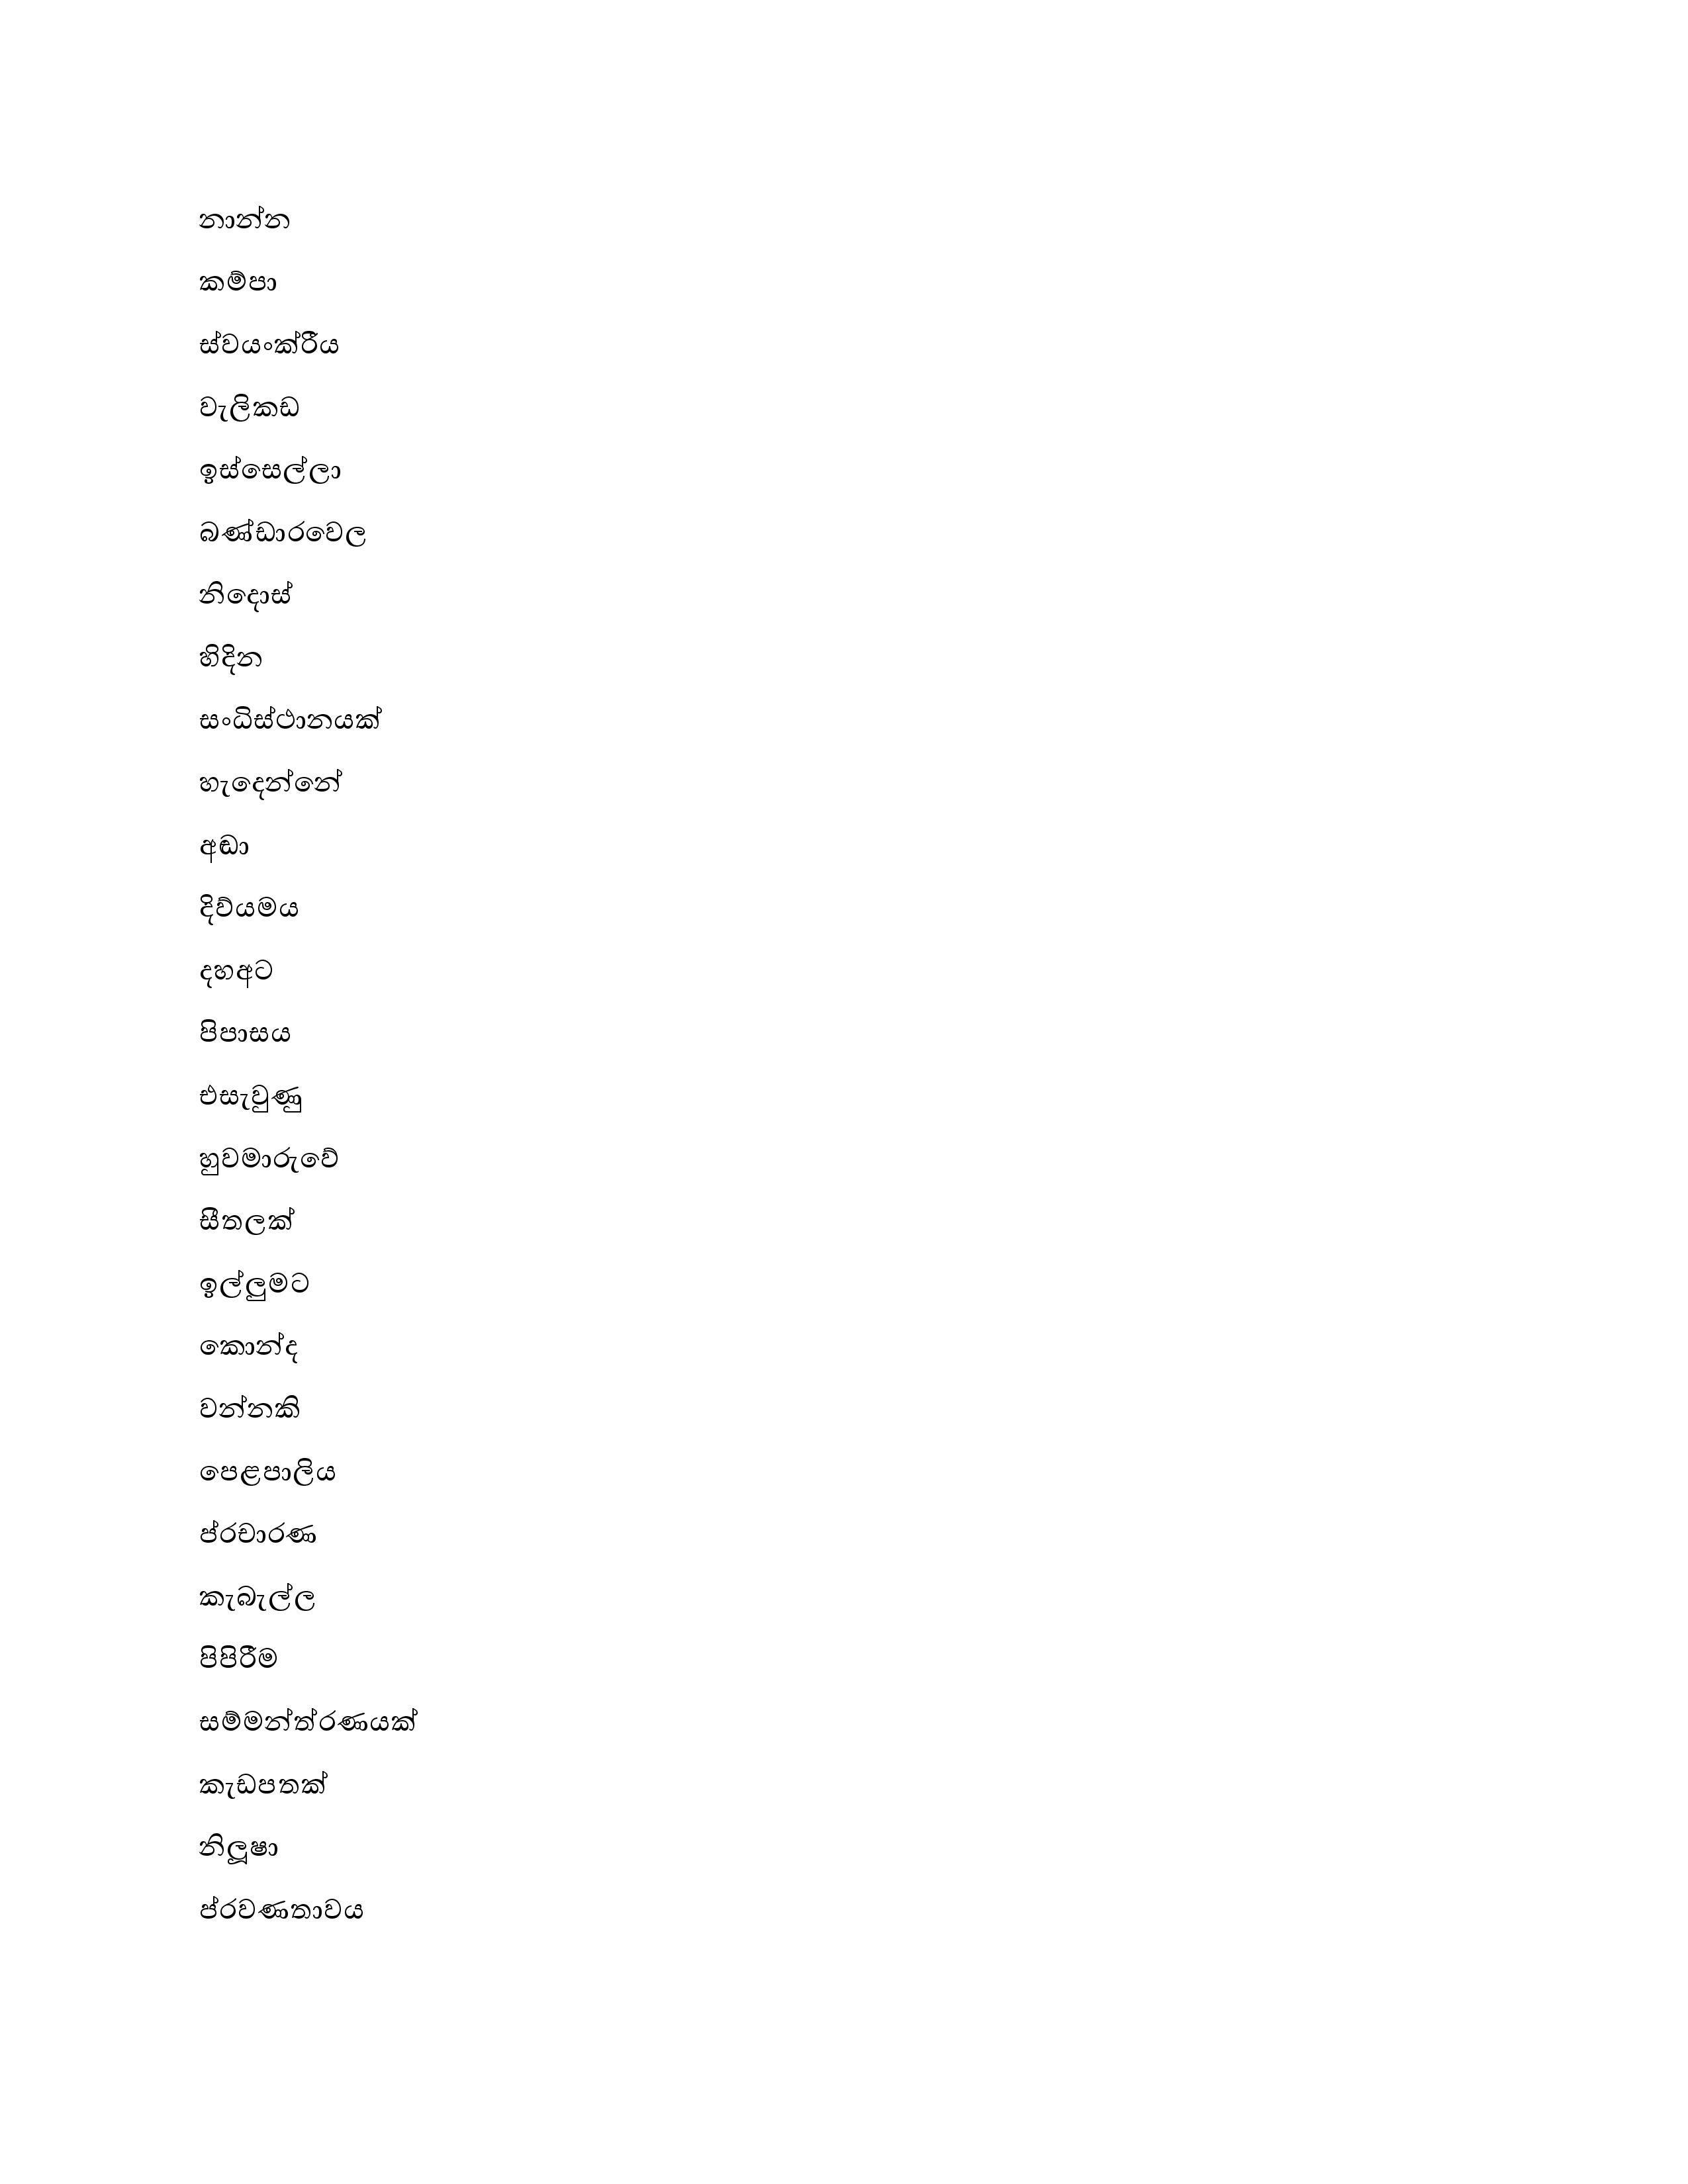 නාන්න
කම්පා
ස්වයංක්රීය
වැලිකඩ
ඉස්සෙල්ලා
බණ්ඩාරවෙල
නිදොස්
හිදින
සංධිස්ථානයක්
හැදෙන්නේ
අඬා
දිව්යමය
දහඅට
පිපාසය
එසැවුණු
හුවමාරුවේ
සීතලක්
ඉල්ලුමට
කොන්ද
වන්නකි
පෙළපාලිය
ප්රචාරණ
කැබැල්ල
පිපිරීම
සම්මන්ත්රණයක්
කැඩපතක්
නිලූෂා
ප්රවණතාවය